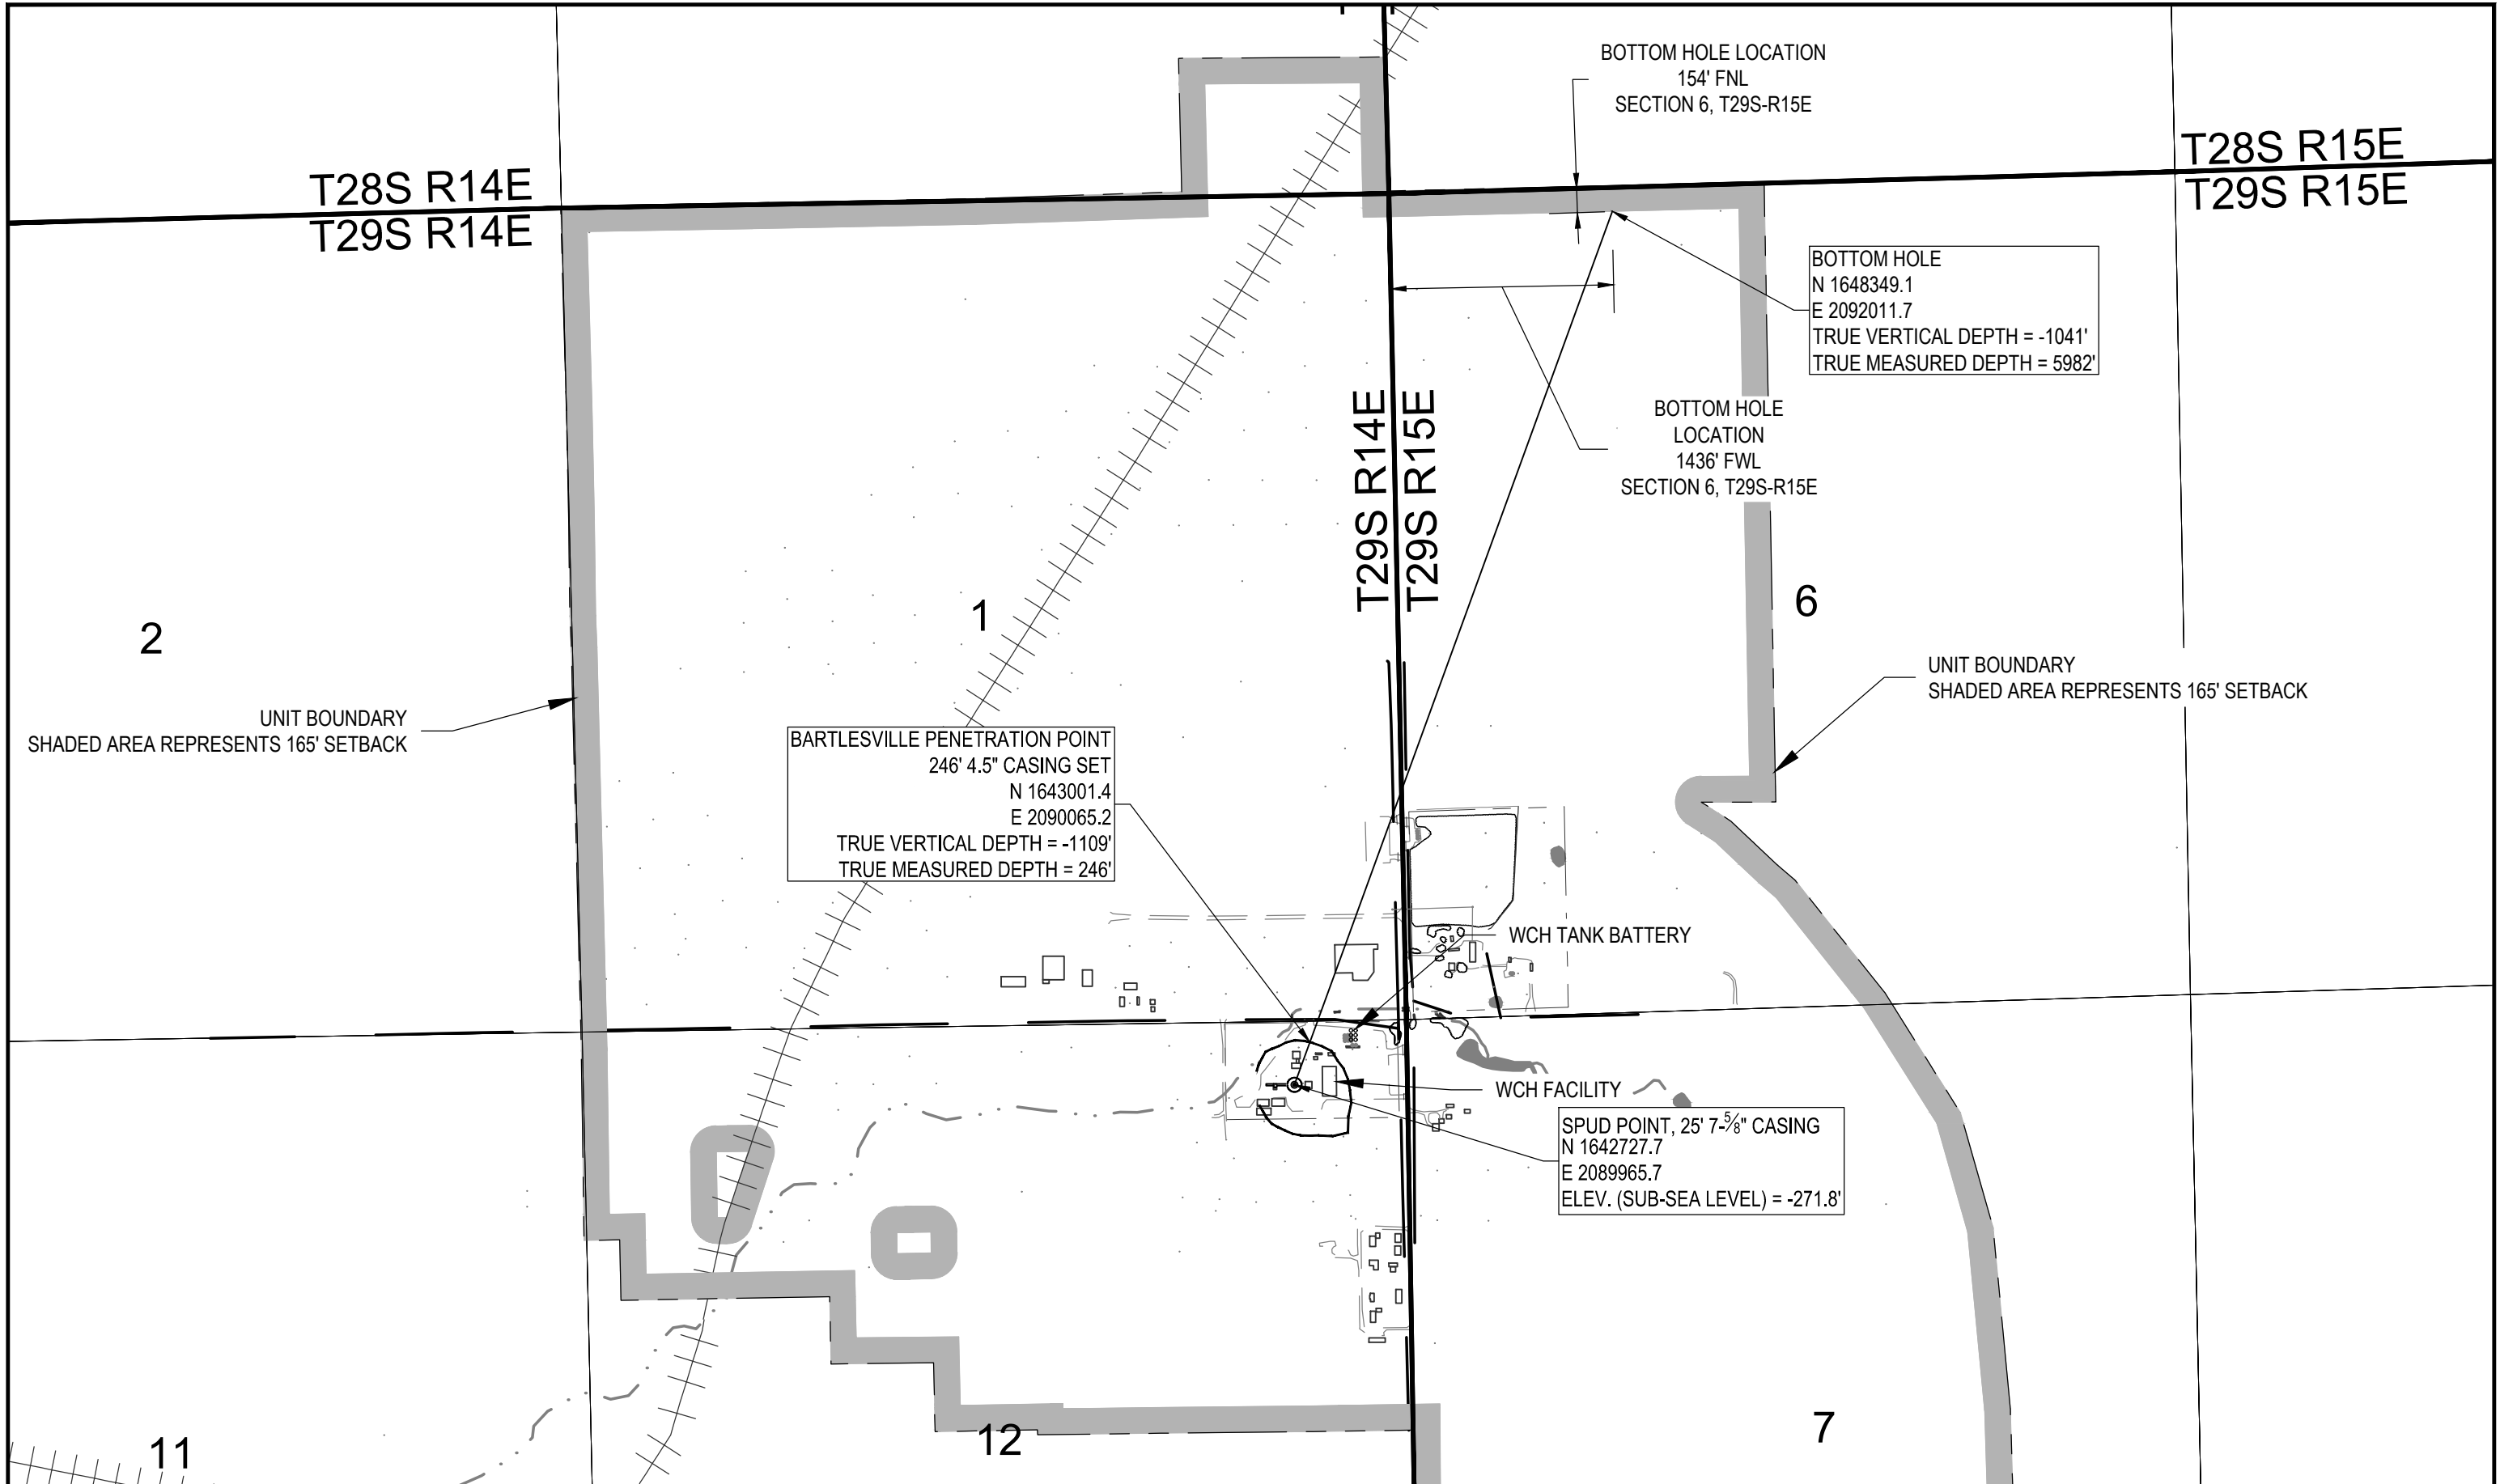 BOTTOM HOLE LOCATION
154' FNL
SECTION 6, T29S-R15E
T28S R14E
T29S R14E
T28S R15E
T29S R15E
BOTTOM HOLE
N 1648349.1
E 2092011.7
TRUE VERTICAL DEPTH = -1041'
TRUE MEASURED DEPTH = 5982'
T29S R14E
T29S R15E
BOTTOM HOLE
LOCATION
1436' FWL
SECTION 6, T29S-R15E
2
1
6
UNIT BOUNDARY
SHADED AREA REPRESENTS 165' SETBACK
UNIT BOUNDARY
SHADED AREA REPRESENTS 165' SETBACK
BARTLESVILLE PENETRATION POINT
246' 4.5" CASING SET
N 1643001.4
E 2090065.2
TRUE VERTICAL DEPTH = -1109'
TRUE MEASURED DEPTH = 246'
WCH TANK BATTERY
WCH FACILITY
SPUD POINT, 25' 7-⅝" CASING
N 1642727.7
E 2089965.7
ELEV. (SUB-SEA LEVEL) = -271.8'
11
12
7